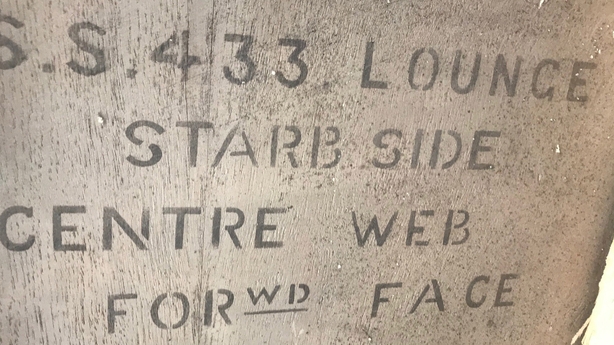 S.S.433 LOUNGE
STARB SIDE
CENTRE WEB
FORWD FACE